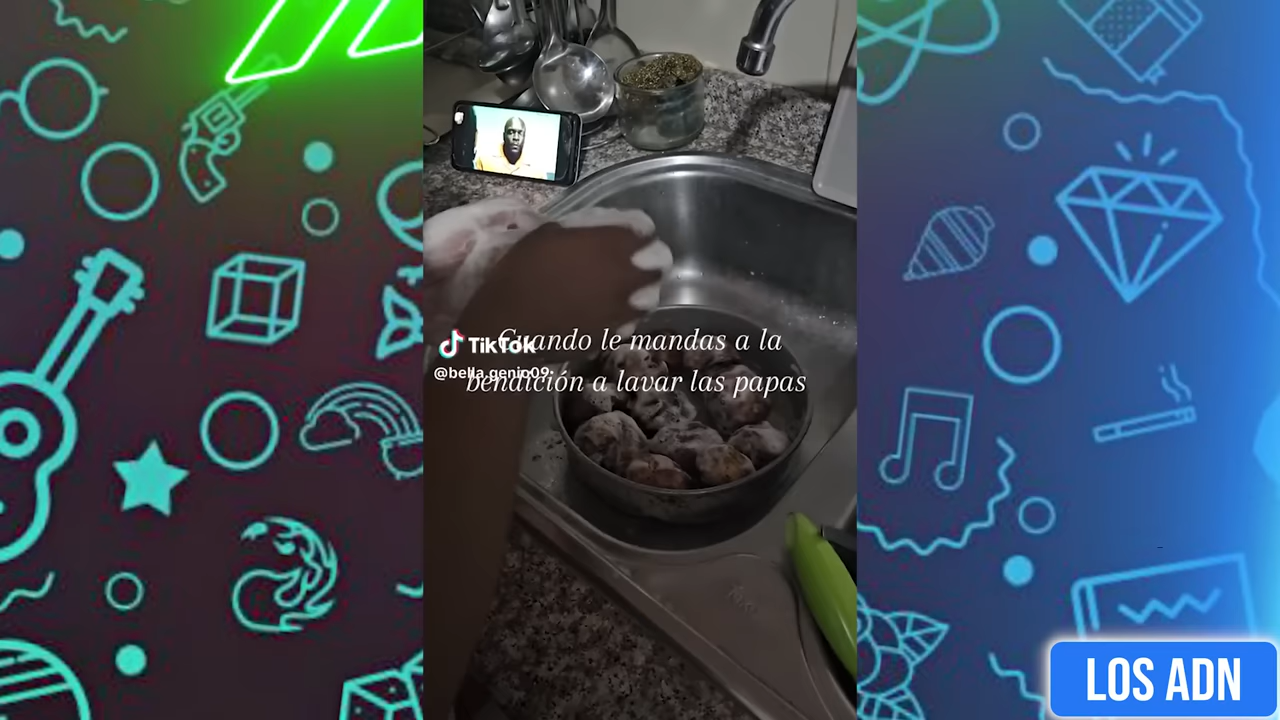 Cuando le mandas a la
TikTok
bendición a lavar las papas
@bella.genio09
LOS ADN